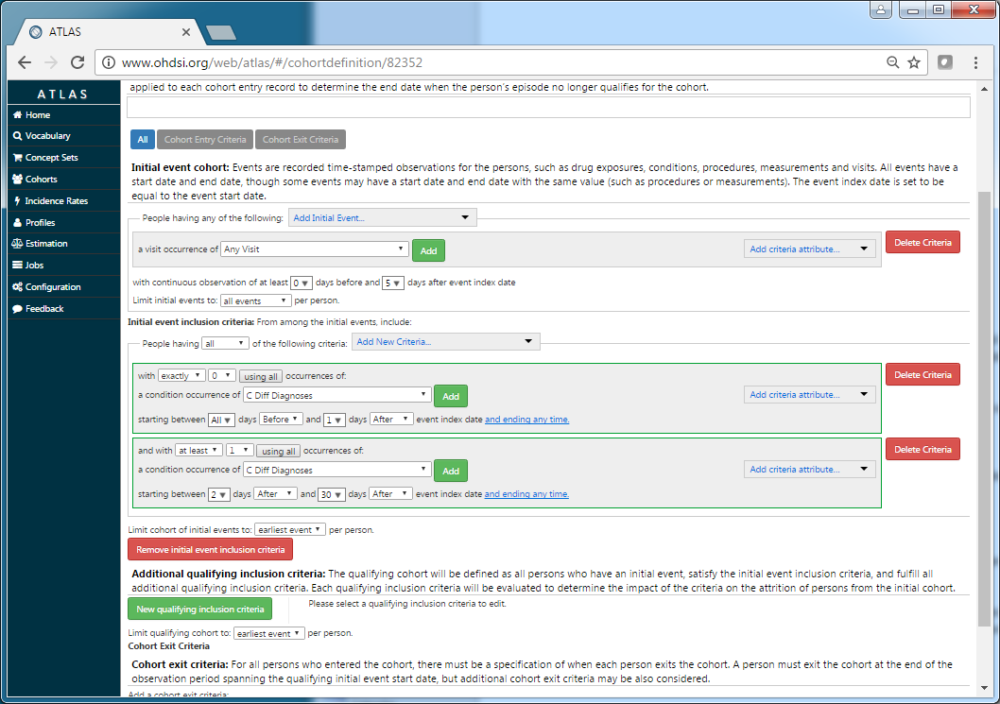 ATLAS
www.ohdsi.org/web/atlas/#/cohortdefinition/82352
ATLAS
Home
Vocabulary
Concept Sets
Cohorts
Incidence Rates
Profiles
Estimation
Jobs
Configuration
Feedback
applied to each cohort entry record to determine the end date when the person's episode no longer qualifies for the cohort.
All Cohort Entry Criteria Cohort Exit Criteria
Initial event cohort: Events are recorded time-stamped observations for the persons, such as drug exposures, conditions, procedures, measurements and visits. All events have a
start date and end date, though some events may have a start date and end date with the same value (such as procedures or measurements). The event index date is set to be
equal to the event start date.
People having any of the following: Add Initial Event...
a visit occurrence of Any Visit Add Add criteria attribute... Delete Criteria
with continuous observation of at least 0 days before and 5 days after event index date
Limit initial events to: all events per person.
Initial event inclusion criteria: From among the initial events, include:
People having all of the following criteria: Add New Criteria...
with exactly 0 using all occurrences of: Delete Criteria
a condition occurrence of C Diff Diagnoses Add Add criteria attribute...
starting between All days Before and 1 days After event index date and ending any time.
and with at least 1 using all occurrences of: Delete Criteria
a condition occurrence of C Diff Diagnoses Add Add criteria attribute...
starting between 2 days After and 30 days After event index date and ending any time.
Limit cohort of initial events to: earliest event per person.
Remove initial event inclusion criteria
Additional qualifying inclusion criteria: The qualifying cohort will be defined as all persons who have an initial event, satisfy the initial event inclusion criteria, and fulfill all
additional qualifying inclusion criteria. Each qualifying inclusion criteria will be evaluated to determine the impact of the criteria on the attrition of persons from the initial cohort.
New qualifying inclusion criteria Please select a qualifying inclusion criteria to edit.
Limit qualifying cohort to: earliest event per person.
Cohort Exit Criteria
Cohort exit criteria: For all persons who entered the cohort, there must be a specification of when each person exits the cohort. A person must exit the cohort at the end of the
observation period spanning the qualifying initial event start date, but additional cohort exit criteria may be also considered.
Add a cohort exit criteria: